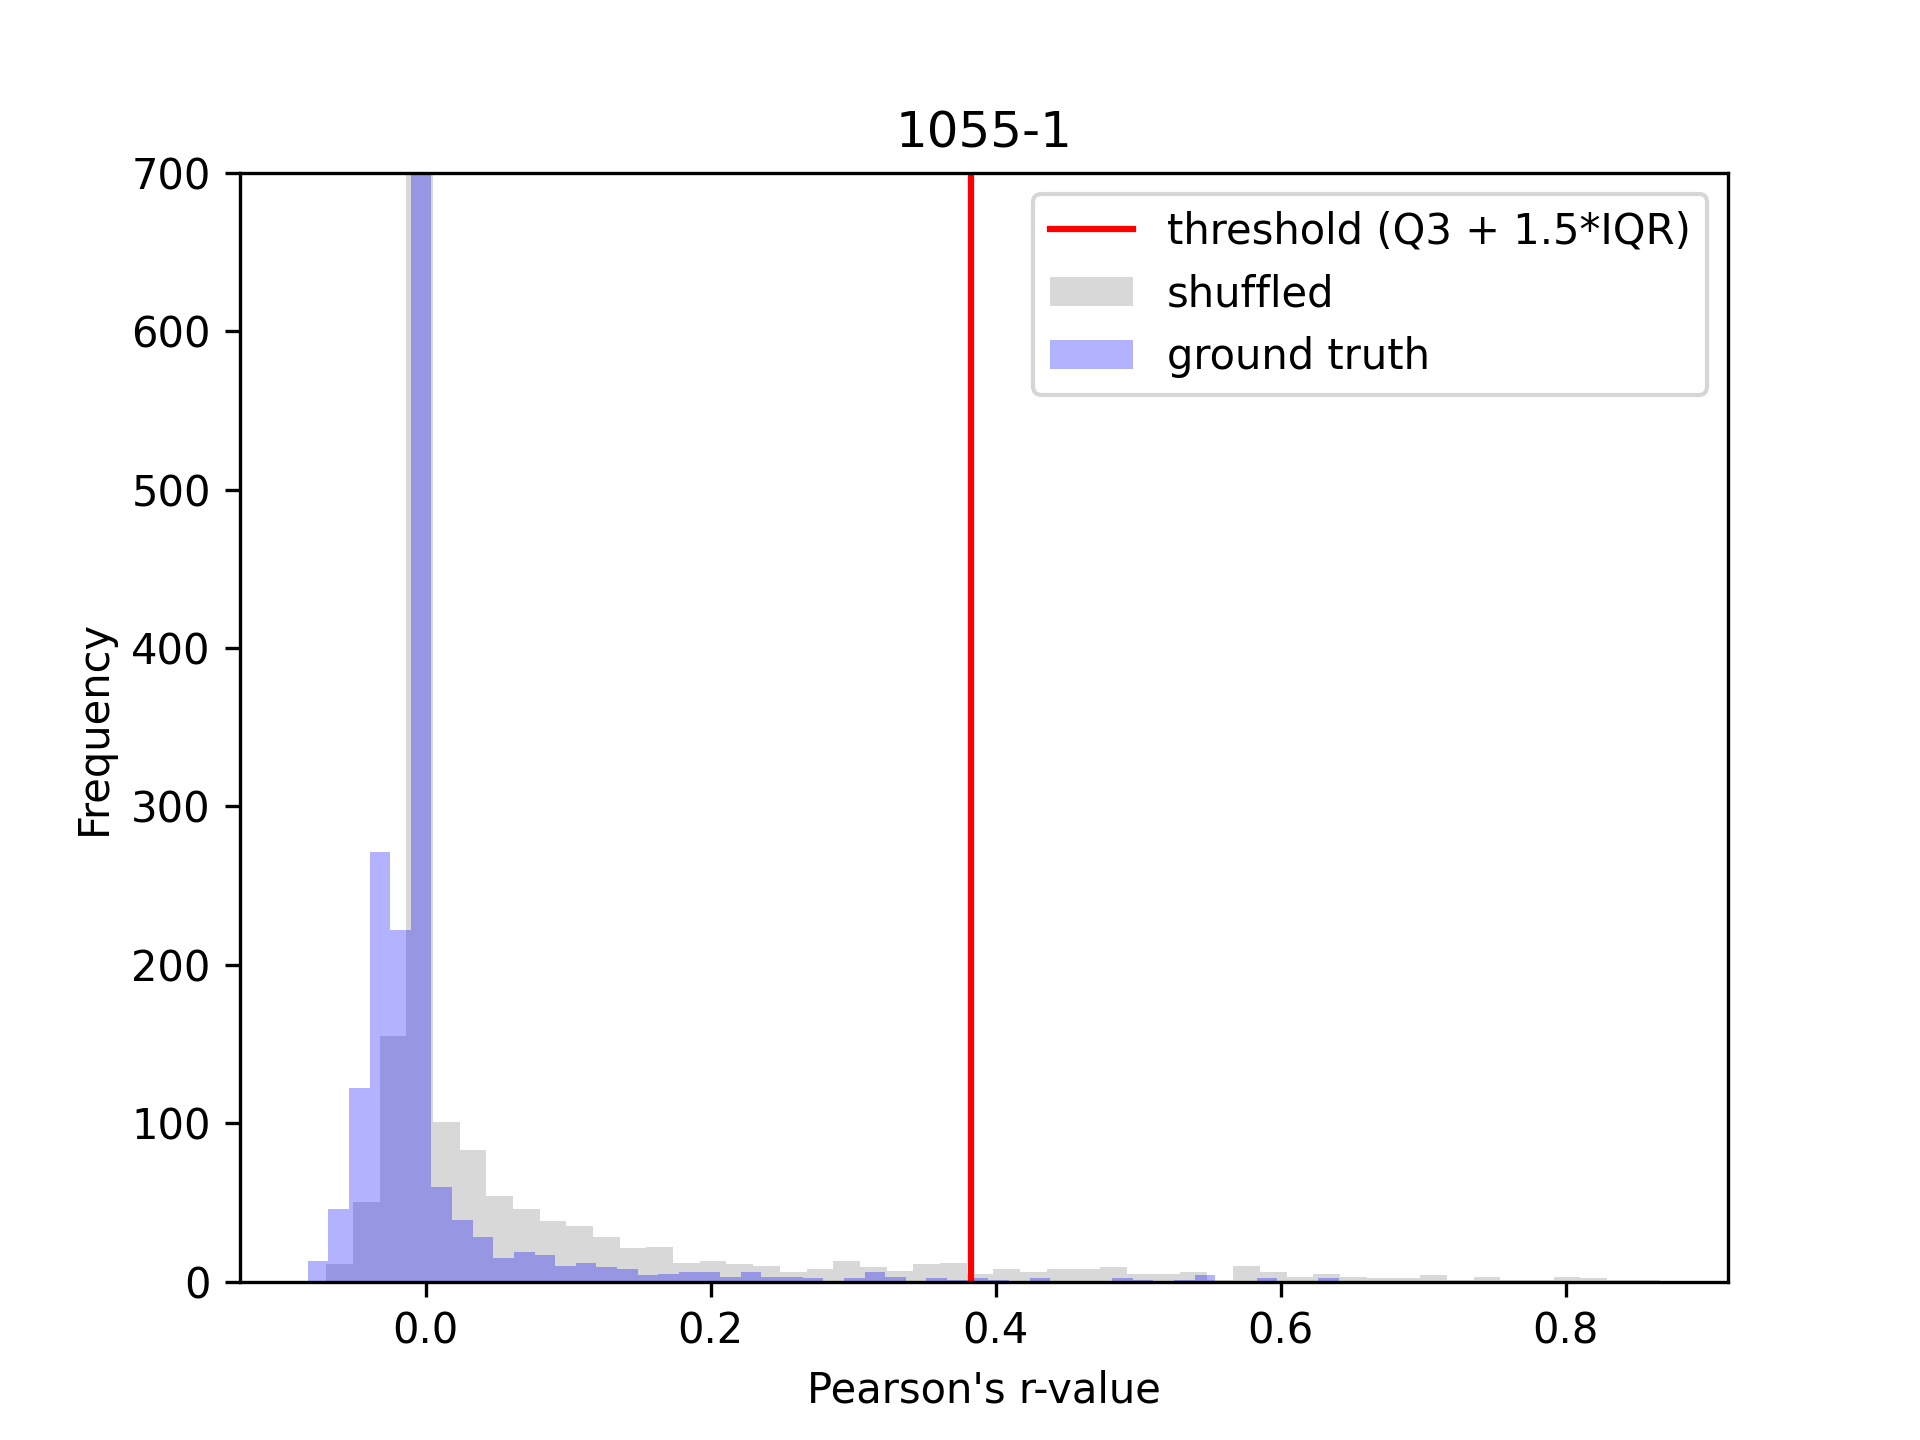 1055-1
threshold (Q3 + 1.5*IQR)
shuffled
ground truth
Frequency
700
600
500
400
300
200
100
0
0.0 0.2 0.4 0.6 0.8
Pearson's r-value